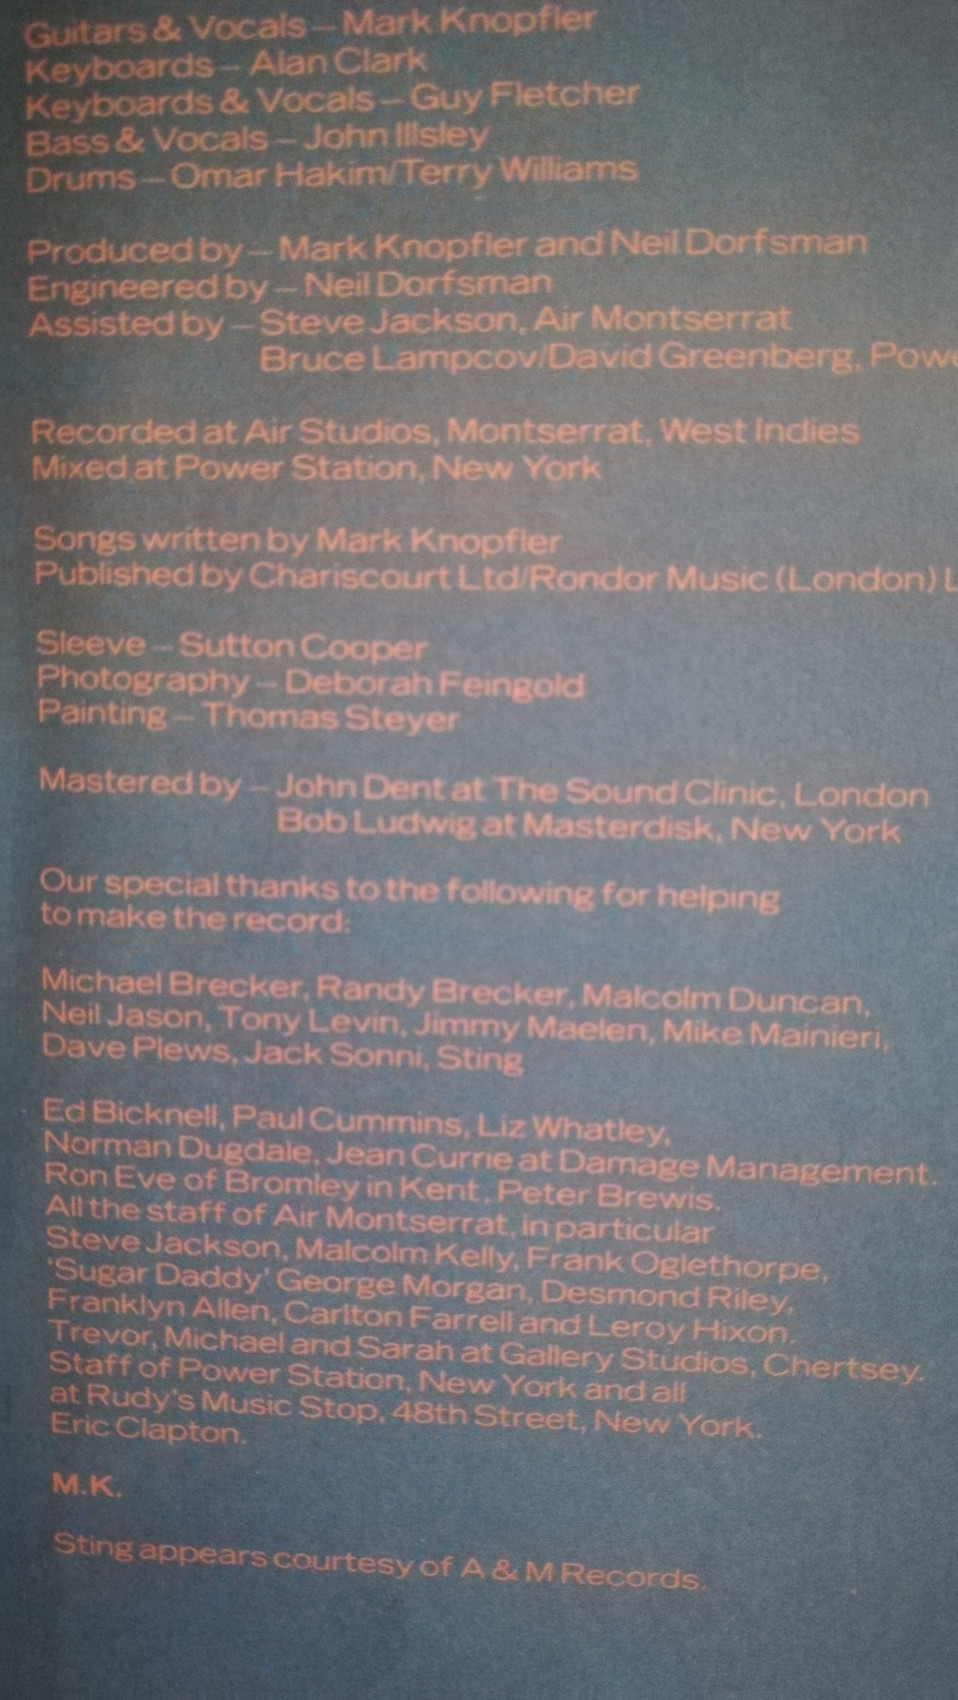 Guitars & Vocals – Mark Knopfler
Keyboards – Alan Clark
Keyboards & Vocals – Guy Fletcher
Bass & Vocals – John Illsley
Drums – Omar Hakim/Terry Williams
Produced by – Mark Knopfler and Neil Dorfsman
Engineered by – Neil Dorfsman
Assisted by – Steve Jackson, Air Montserrat
Bruce Lampcov/David Greenberg,
Recorded at Air Studios, Montserrat, West Indies
Mixed at Power Station, New York
Songs written by Mark Knopfler
Published by Chariscourt Ltd/Rondor Music (London)
Sleeve – Sutton Cooper
Photography – Deborah Feingold
Painting – Thomas Steyer
Mastered by – John Dent at The Sound Clinic, London
Bob Ludwig at Masterdisk, New York
Our special thanks to the following for helping
to make the record:
Michael Brecker, Randy Brecker, Malcolm Duncan,
Neil Jason, Tony Levin, Jimmy Maelen, Mike Mainieri,
Dave Plews, Jack Sonni, Sting
Ed Bicknell, Paul Cummins, Liz Whatley,
Norman Dugdale, Jean Currie at Damage Management.
Ron Eve of Bromley in Kent, Peter Brewis.
All the staff of Air Montserrat, in particular
Steve Jackson, Malcolm Kelly, Frank Oglethorpe,
'Sugar Daddy' George Morgan, Desmond Riley,
Franklyn Allen, Carlton Farrell and Leroy Hixon.
Trevor, Michael and Sarah at Gallery Studios, Chertsey.
Staff of Power Station, New York and all
at Rudy's Music Stop, 48th Street, New York.
Eric Clapton.
M.K.
Sting appears courtesy of A & M Records.